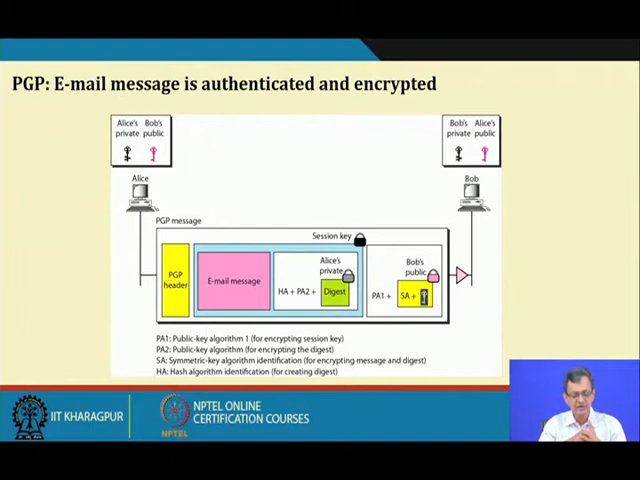 PGP: E-mail message is authenticated and encrypted
Alice's private
Bob's public
Bob's private
Alice's public
Alice
Bob
PGP message
Session key
PGP header
E-mail message
HA + PA2 +
Alice's private
Digest
PA1 +
Bob's public
SA +
PA1: Public-key algorithm 1 (for encrypting session key)
PA2: Public-key algorithm (for encrypting the digest)
SA: Symmetric-key algorithm identification (for encrypting message and digest)
HA: Hash algorithm identification (for creating digest)
IIT KHARAGPUR
NPTEL
NPTEL ONLINE
CERTIFICATION COURSES